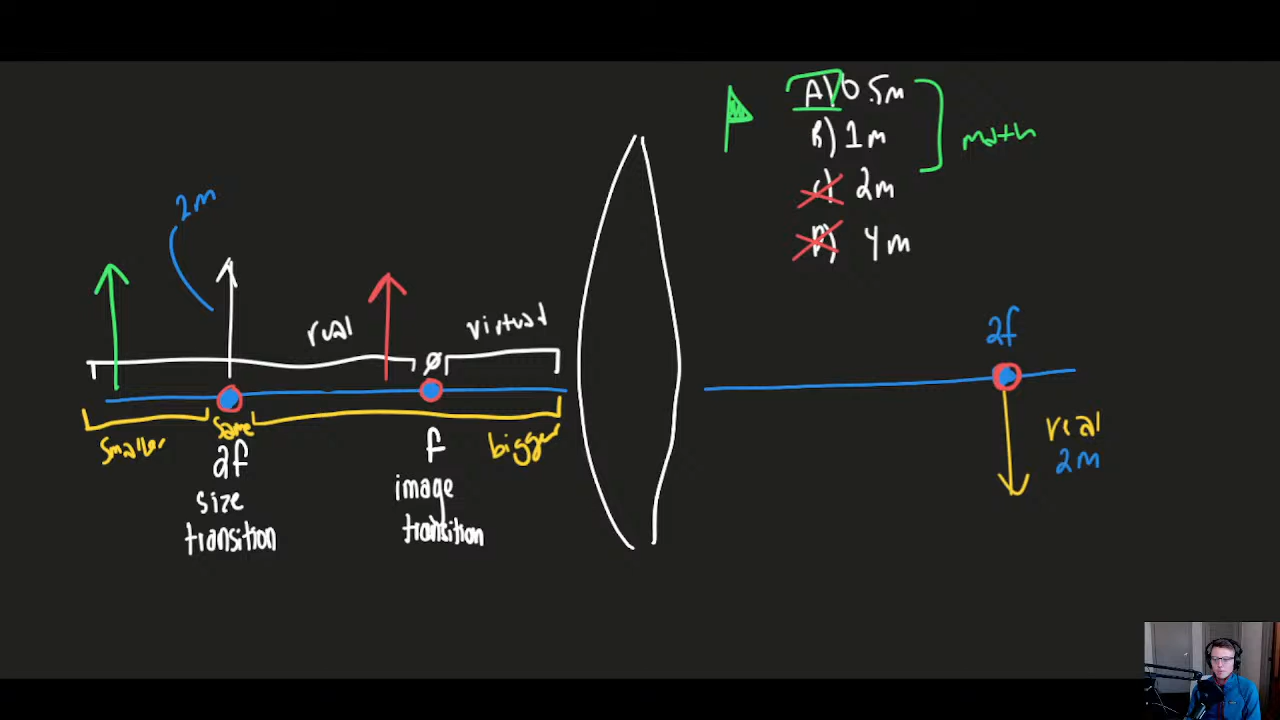 A) 0.5m
B) 1m
math
C) 2m
D) 4m
2m
real
virtual
ø
2f
smaller
same
bigger
2f
f
size
transition
image
transition
real
2m